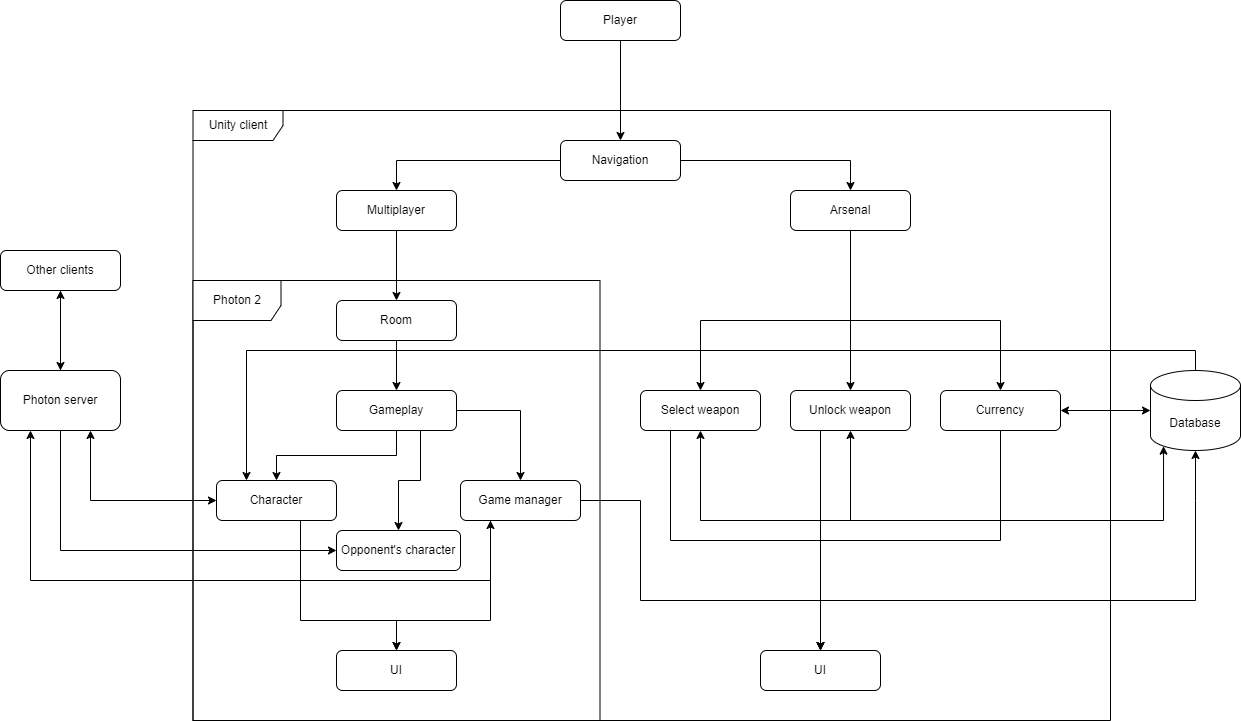 Player
Unity client
Navigation
Multiplayer
Arsenal
Other clients
Photon 2
Room
Photon server
Gameplay
Select weapon
Unlock weapon
Currency
Database
Character
Game manager
Opponent's character
UI
UI